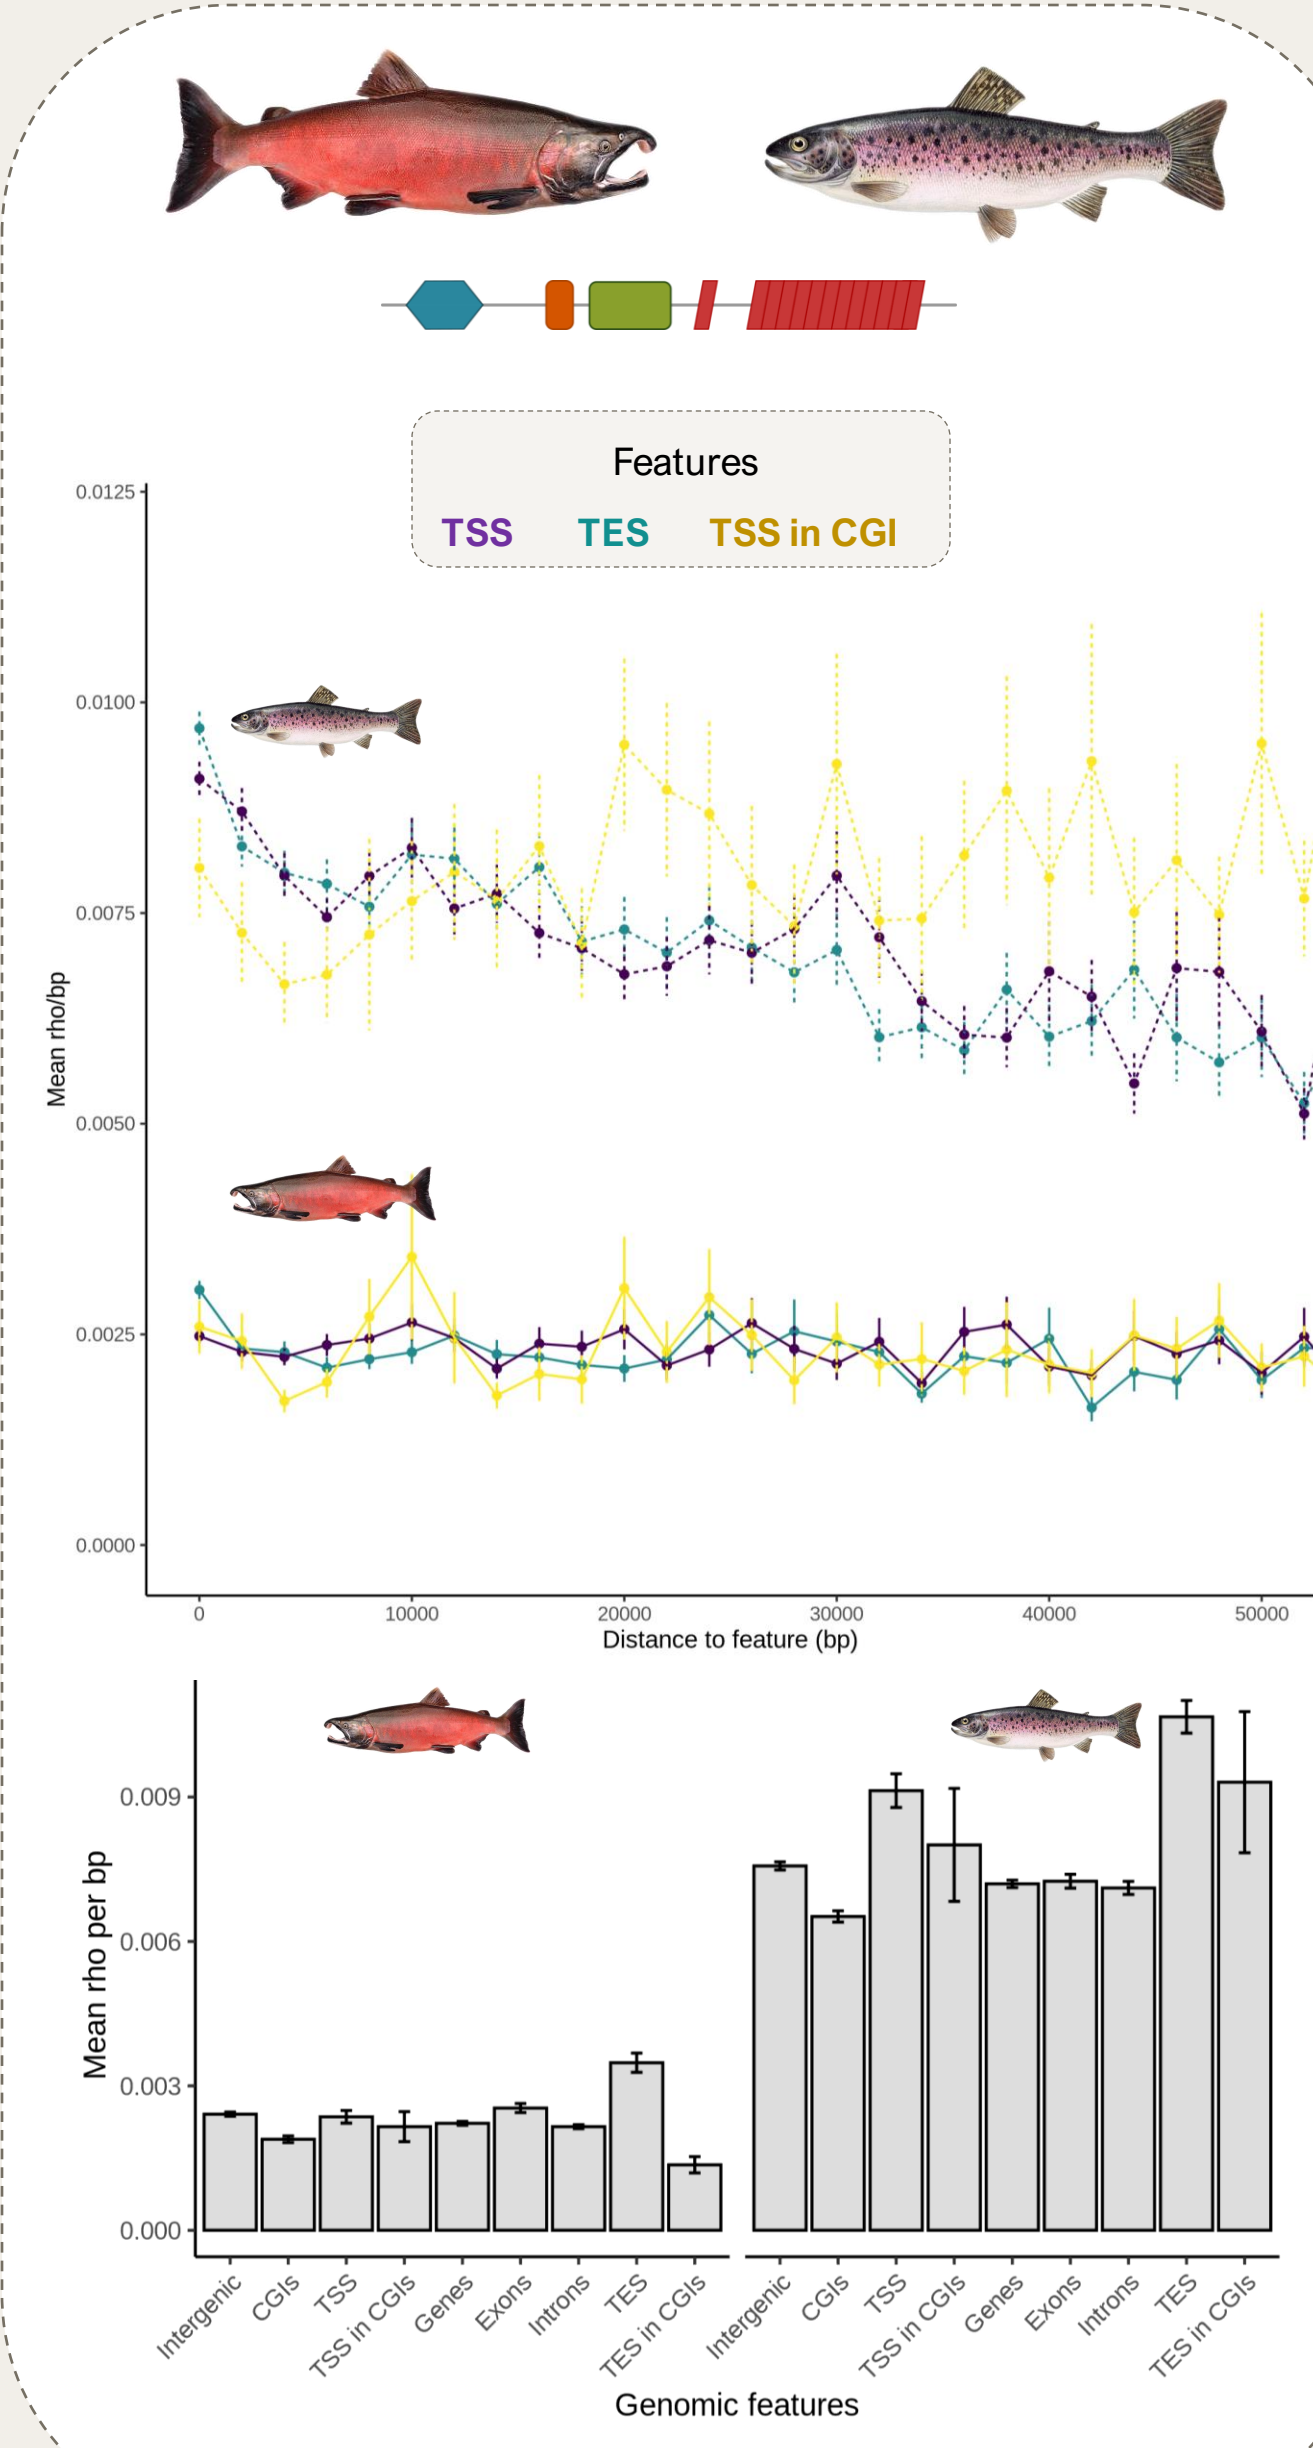 Features
TSS TES TSS in CGI
0.0125
0.0100
0.0075
0.0050
0.0025
0.0000
Mean rho/bp
0 10000 20000 30000 40000 50000
Distance to feature (bp)
0.009
0.006
0.003
0.000
Mean rho per bp
Intergenic CGIs TSS TSS in CGIs Genes Exons Introns TES TES in CGIs Intergenic CGIs TSS TSS in CGIs Genes Exons Introns TES TES in CGIs
Genomic features